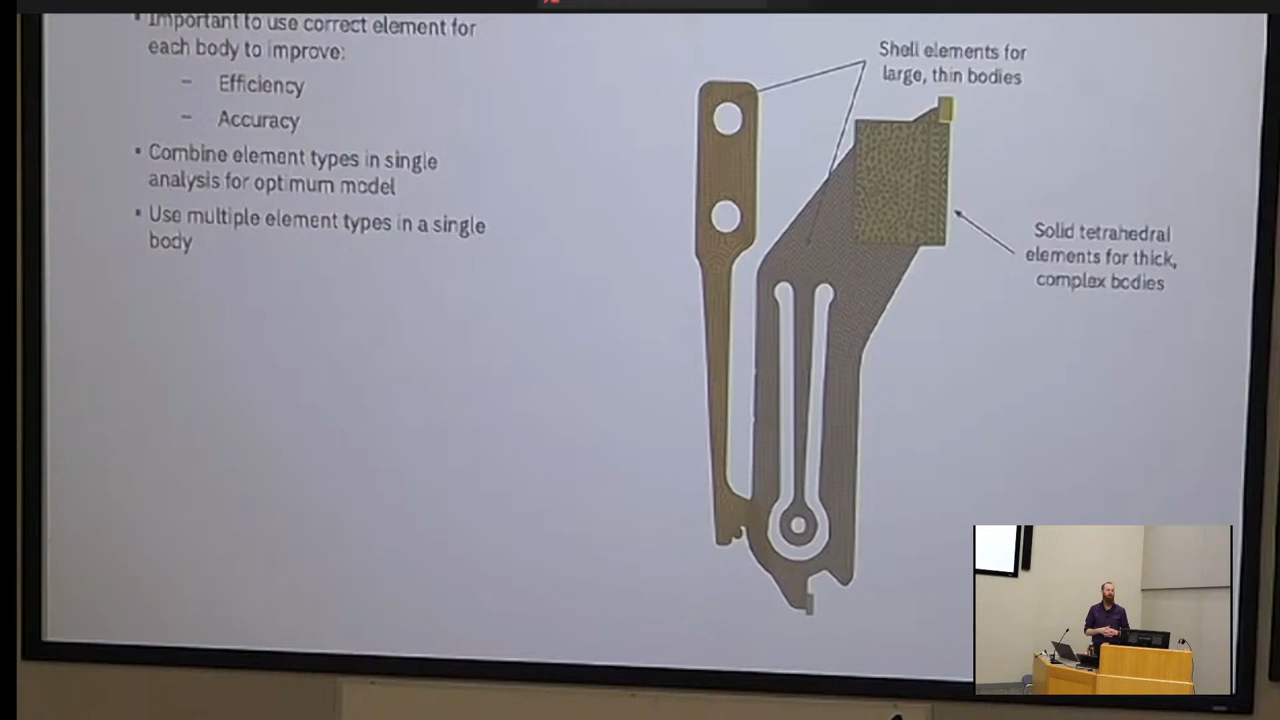 ▪ Important to use correct element for
each body to improve:
– Efficiency
– Accuracy
▪ Combine element types in single
analysis for optimum model
▪ Use multiple element types in a single
body
Shell elements for
large, thin bodies
Solid tetrahedral
elements for thick,
complex bodies